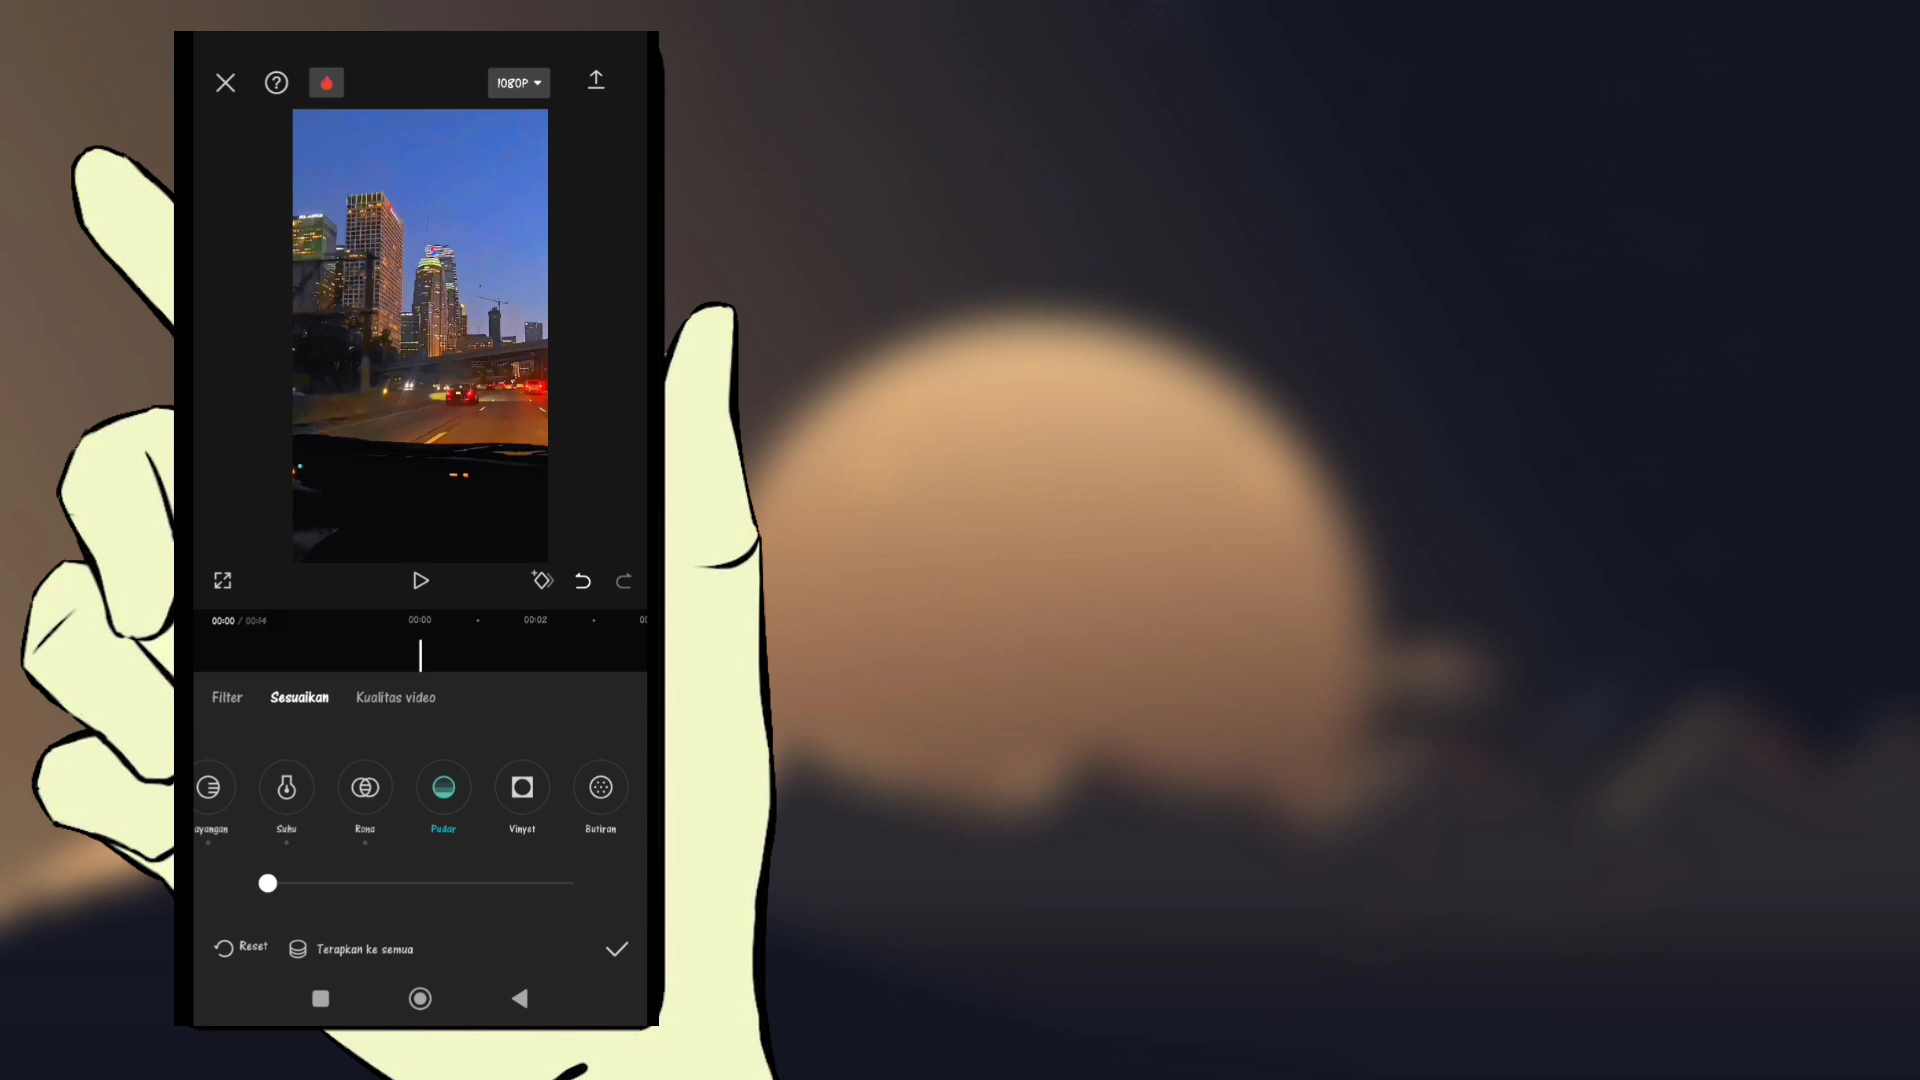 1080P
00:00 / 00:14
00:00
00:02
Filter
Sesuaikan
Kualitas video
ayangan
Suhu
Rona
Pudar
Vinyet
Butiran
Reset
Terapkan ke semua